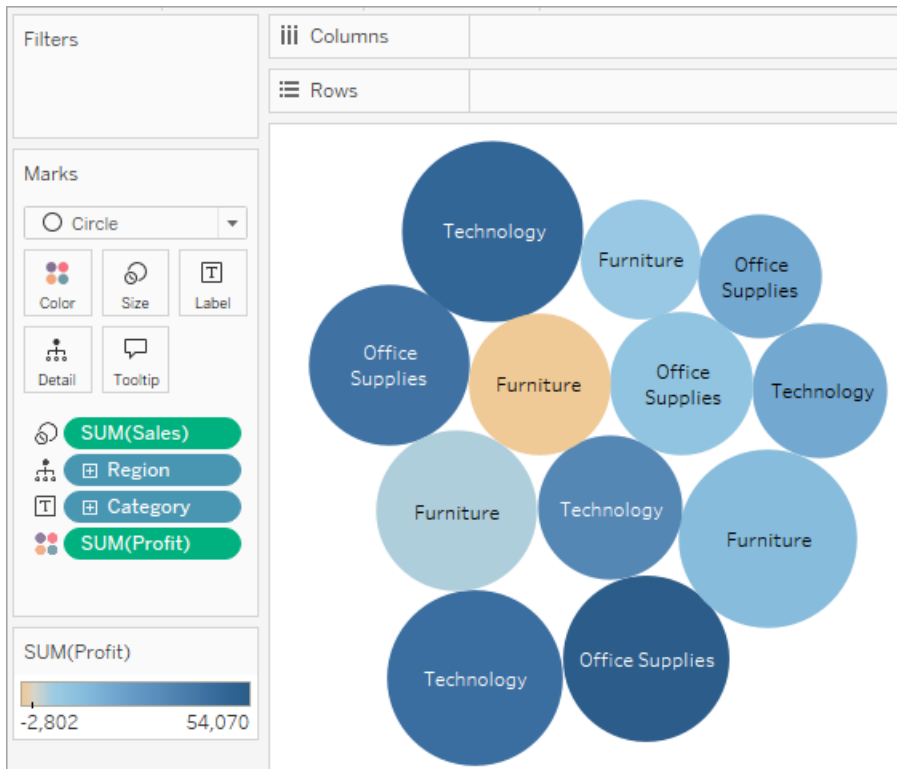 Filters
Columns
Rows
Marks
Circle
Color
Size
Label
Detail
Tooltip
SUM(Sales)
Region
Category
SUM(Profit)
SUM(Profit)
-2,802
54,070
Technology
Furniture
Office
Supplies
Office
Supplies
Furniture
Office
Supplies
Technology
Furniture
Technology
Furniture
Technology
Office Supplies